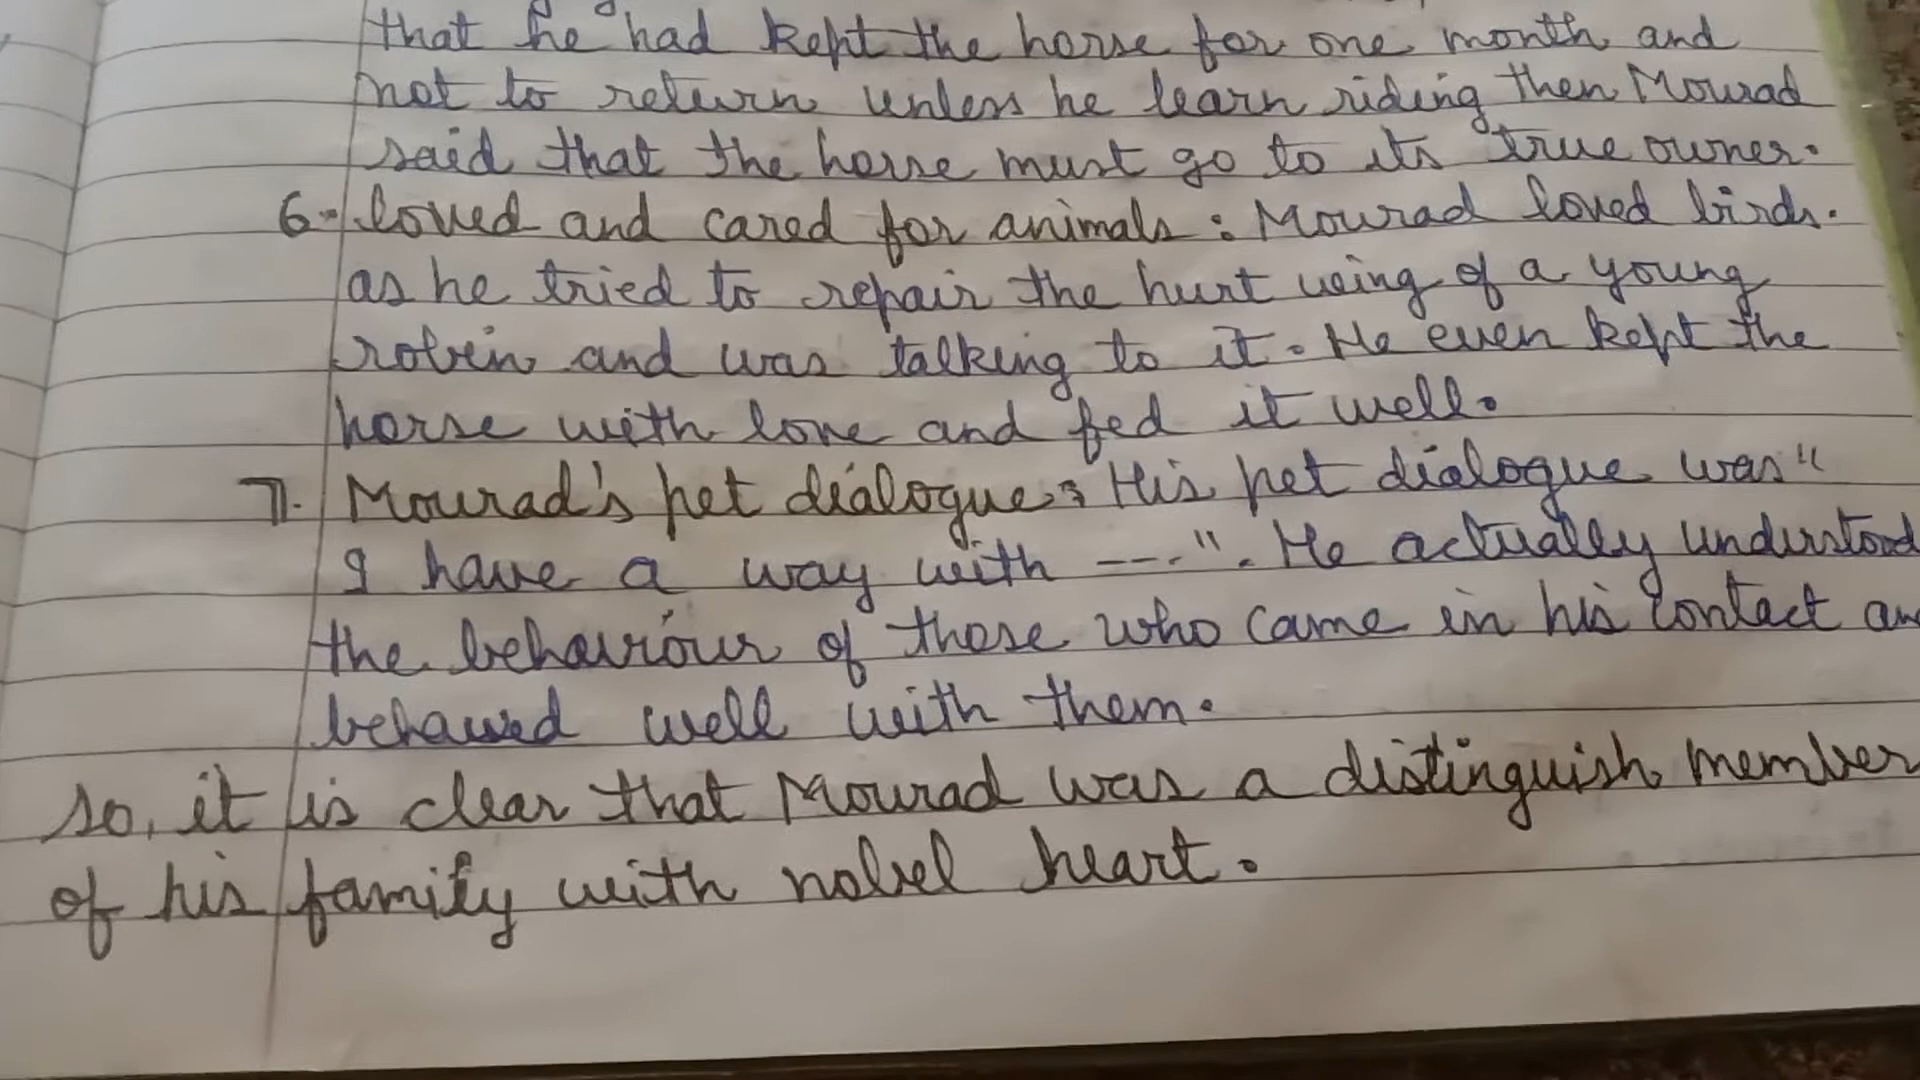 that he had kept the horse for one month and
not to return unless he learn riding then Mourad
said that the horse must go to its true owner.
6. loved and cared for animals : Mourad loved birds.
as he tried to repair the hurt wing of a young
robin and was talking to it. He even kept the
horse with love and fed it well.
7. Mourad's pet dialogue : His pet dialogue was "
I have a way with ---". He actually understood
the behaviour of those who came in his contact an
behaved well with them.
so, it is clear that Mourad was a distinguish member
of his family with nobel heart.